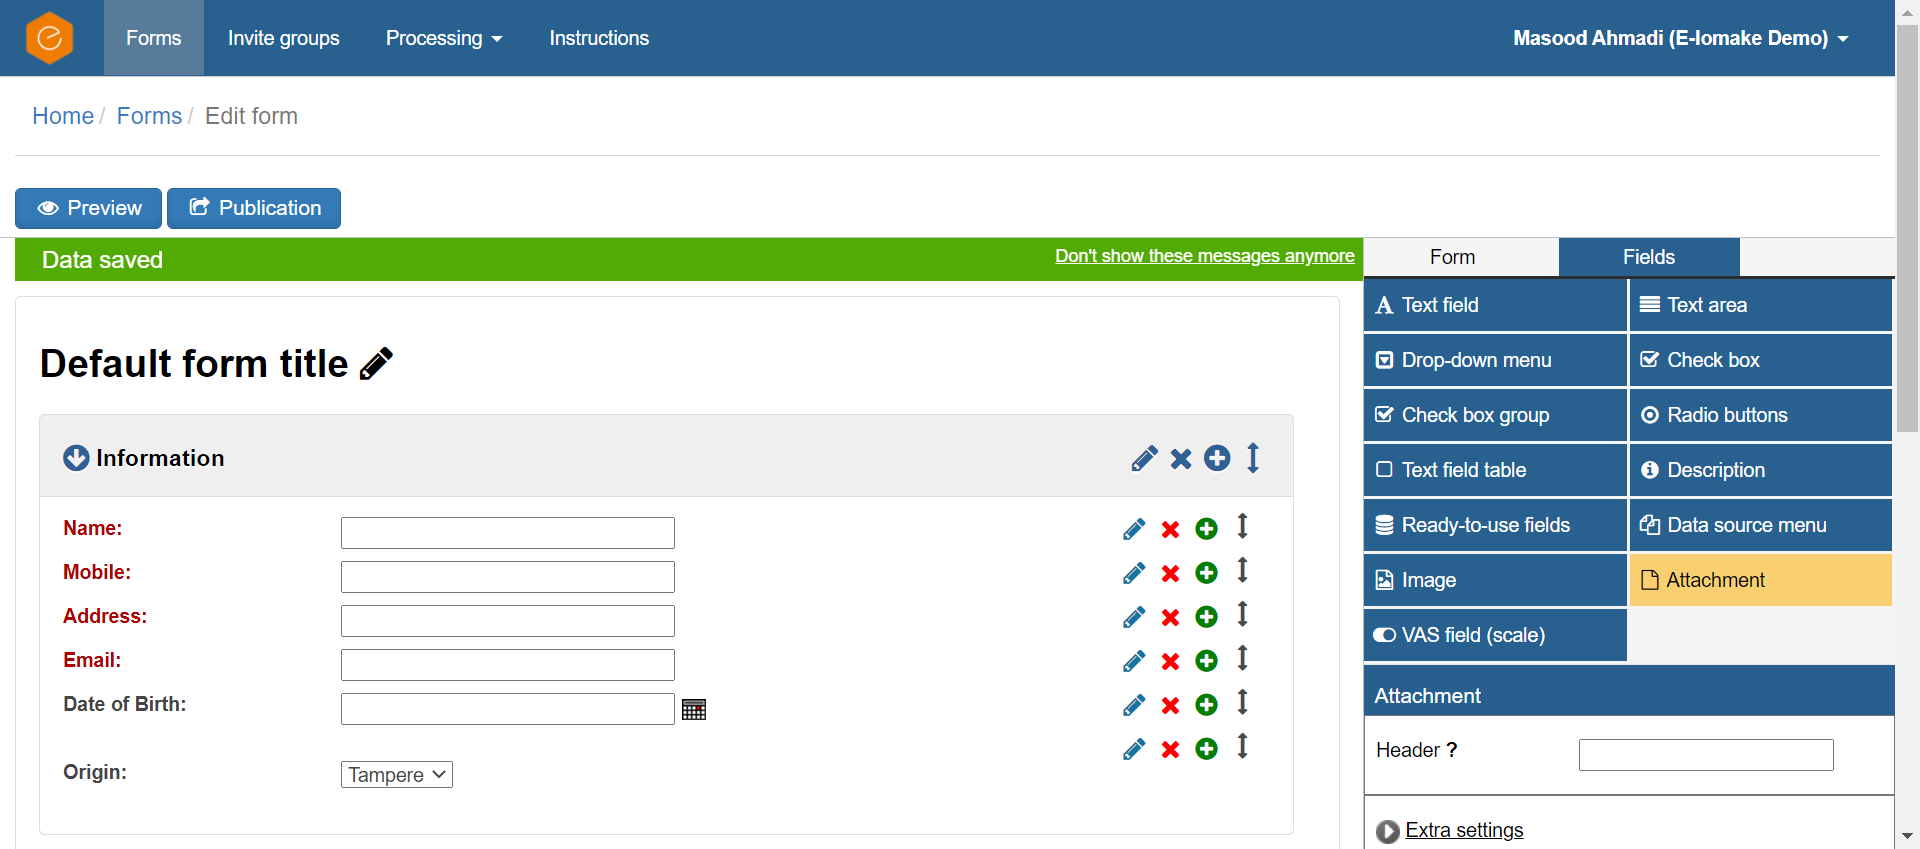 Forms Invite groups Processing Instructions Masood Ahmadi (E-lomake Demo)
Home / Forms / Edit form
Preview Publication
Data saved Don't show these messages anymore
Form Fields
Text field Text area
Default form title
Drop-down menu Check box
Check box group Radio buttons
Information
Text field table Description
Name:
Ready-to-use fields Data source menu
Mobile:
Image Attachment
Address:
VAS field (scale)
Email:
Date of Birth:
Attachment
Header ?
Origin: Tampere
Extra settings